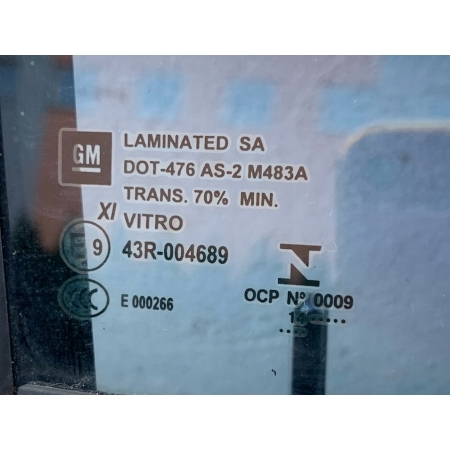 GM
LAMINATED SA
DOT-476 AS-2 M483A
TRANS. 70% MIN.
XI VITRO
9 43R-004689
E 000266
OCP Nº 0009